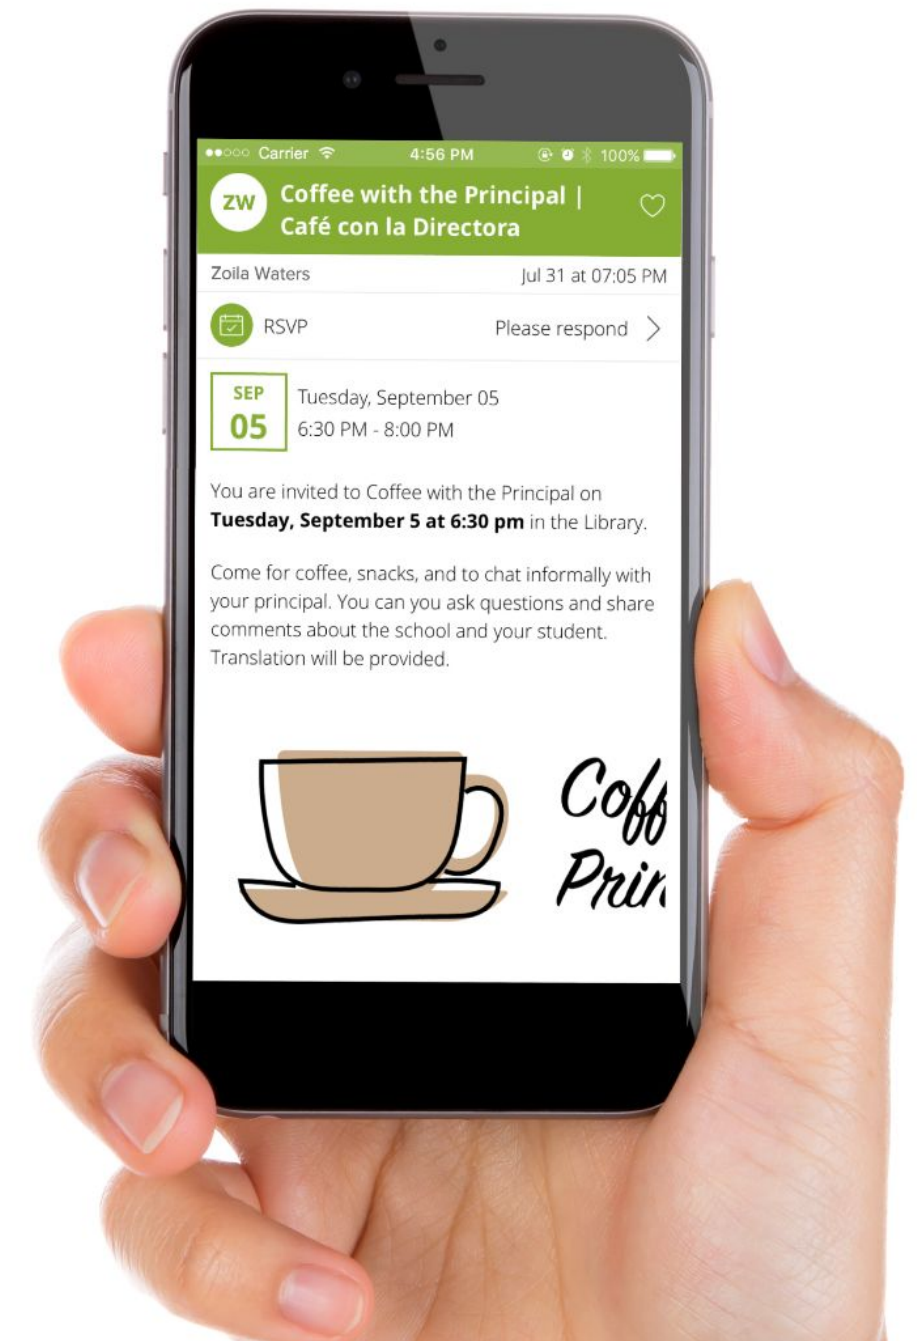 Carrier 4:56 PM 100%
ZW
Coffee with the Principal |
Café con la Directora
Zoila Waters Jul 31 at 07:05 PM
RSVP Please respond
SEP
05
Tuesday, September 05
6:30 PM - 8:00 PM
You are invited to Coffee with the Principal on
Tuesday, September 5 at 6:30 pm in the Library.
Come for coffee, snacks, and to chat informally with
your principal. You can you ask questions and share
comments about the school and your student.
Translation will be provided.
Coff
Prin